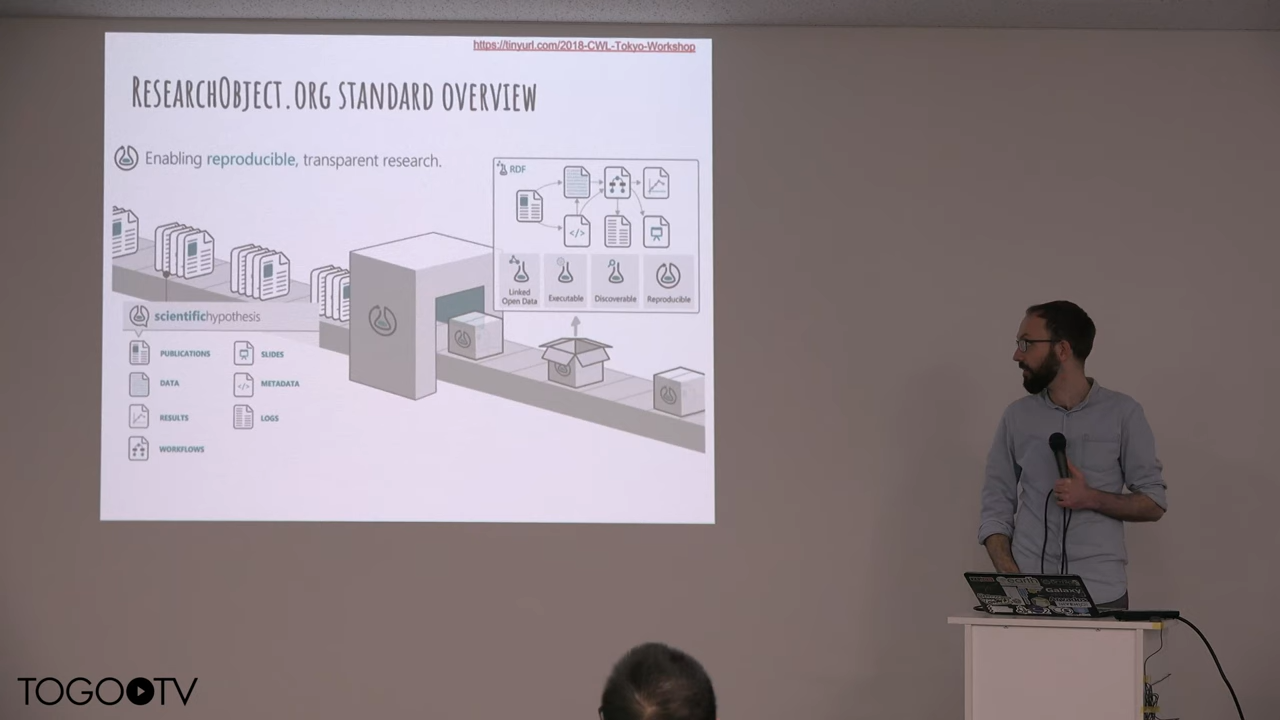 https://tinyurl.com/2018-CWL-Tokyo-Workshop
ResearchObject.org standard overview
Enabling reproducible, transparent research.
RDF
Linked Open Data
Executable
Discoverable
Reproducible
scientifichypothesis
PUBLICATIONS
SLIDES
DATA
METADATA
RESULTS
LOGS
WORKFLOWS
Galaxy
TOGO TV